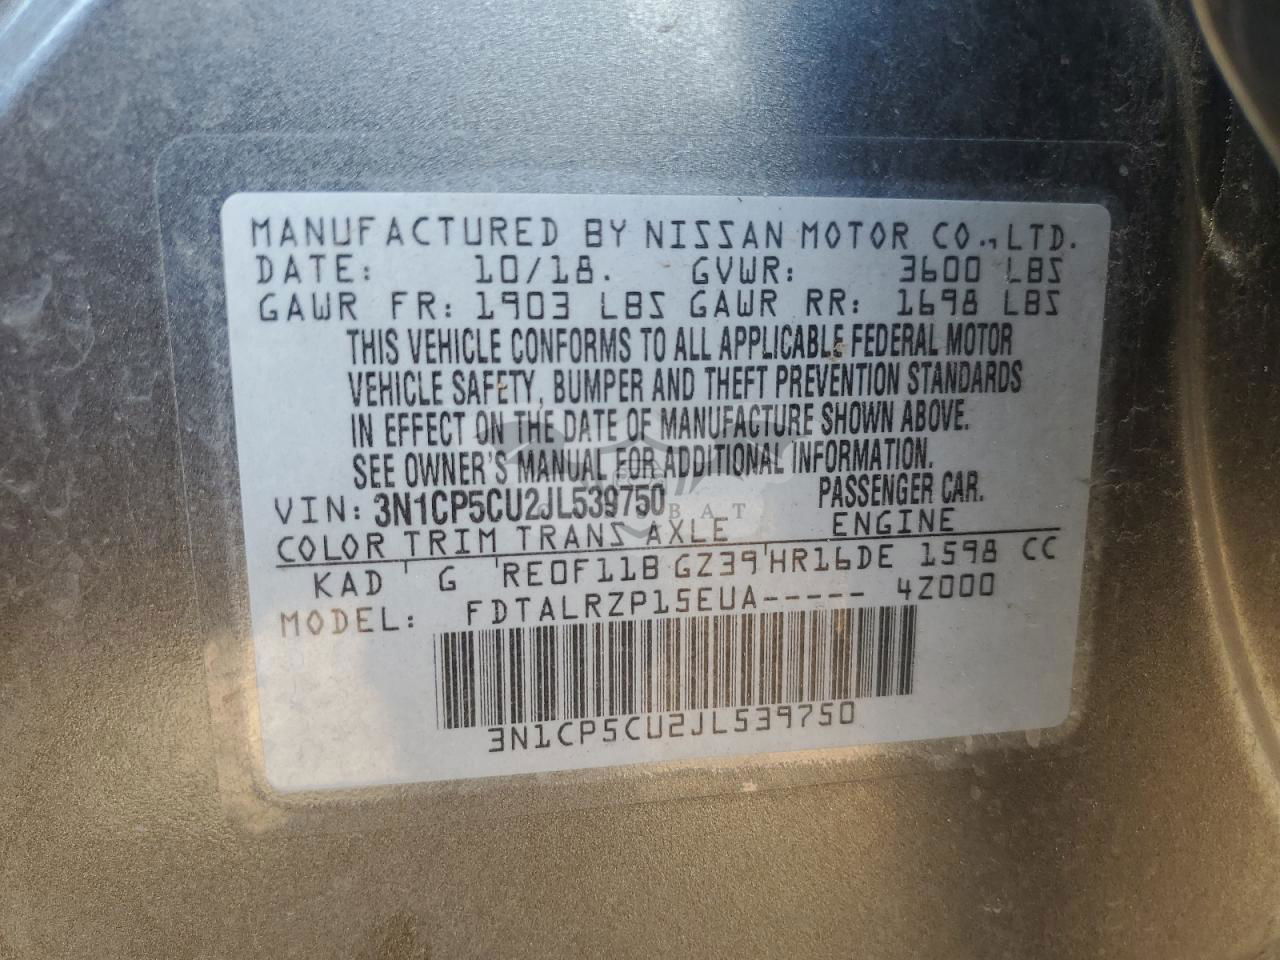 MANUFACTURED BY NISSAN MOTOR CO., LTD.
DATE: 10/18. GVWR: 3600 LBS
GAWR FR: 1903 LBS GAWR RR: 1698 LBS
THIS VEHICLE CONFORMS TO ALL APPLICABLE FEDERAL MOTOR
VEHICLE SAFETY, BUMPER AND THEFT PREVENTION STANDARDS
IN EFFECT ON THE DATE OF MANUFACTURE SHOWN ABOVE.
SEE OWNER'S MANUAL FOR ADDITIONAL INFORMATION.
VIN: 3N1CP5CU2JL539750 PASSENGER CAR.
COLOR TRIM TRANS AXLE ENGINE
KAD G RE0F11B GZ39 HR16DE 1598 CC
MODEL: FDTALRZP15EUA----- 4Z000
3N1CP5CU2JL539750